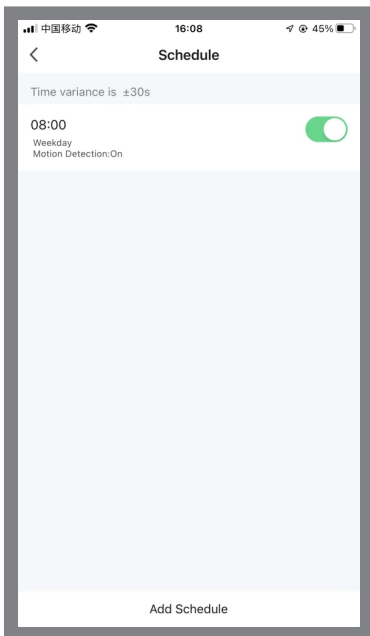 中国移动 16:08 45%
Schedule
Time variance is ±30s
08:00
Weekday
Motion Detection:On
Add Schedule